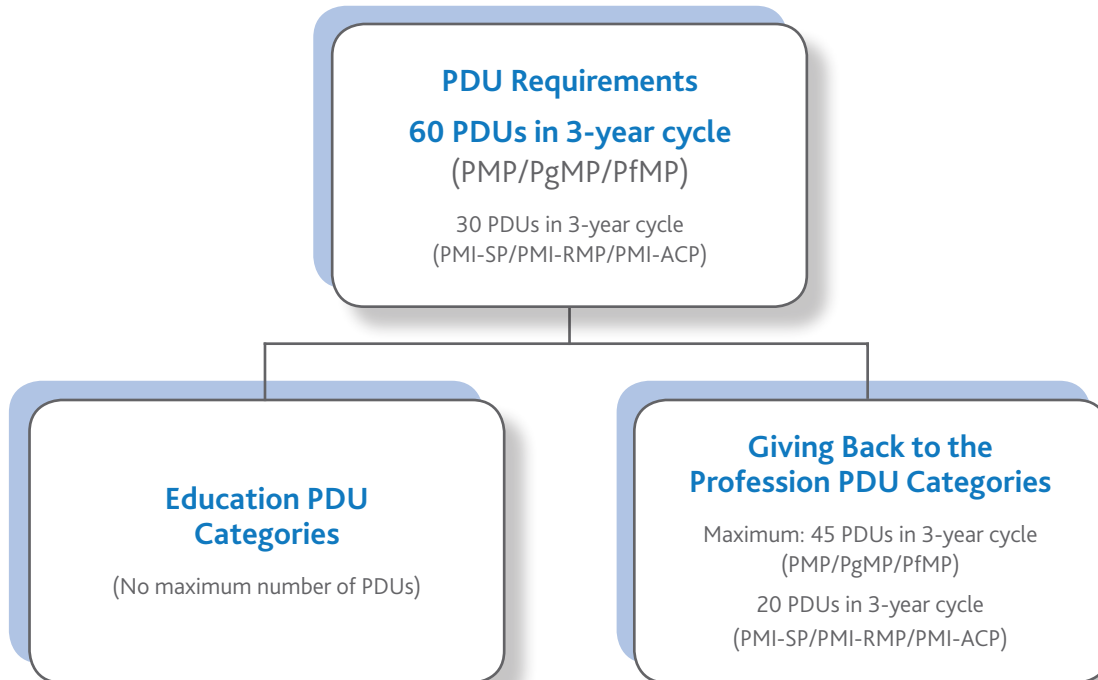 PDU Requirements
60 PDUs in 3-year cycle
(PMP/PgMP/PfMP)
30 PDUs in 3-year cycle
(PMI-SP/PMI-RMP/PMI-ACP)
Education PDU
Categories
(No maximum number of PDUs)
Giving Back to the
Profession PDU Categories
Maximum: 45 PDUs in 3-year cycle
(PMP/PgMP/PfMP)
20 PDUs in 3-year cycle
(PMI-SP/PMI-RMP/PMI-ACP)